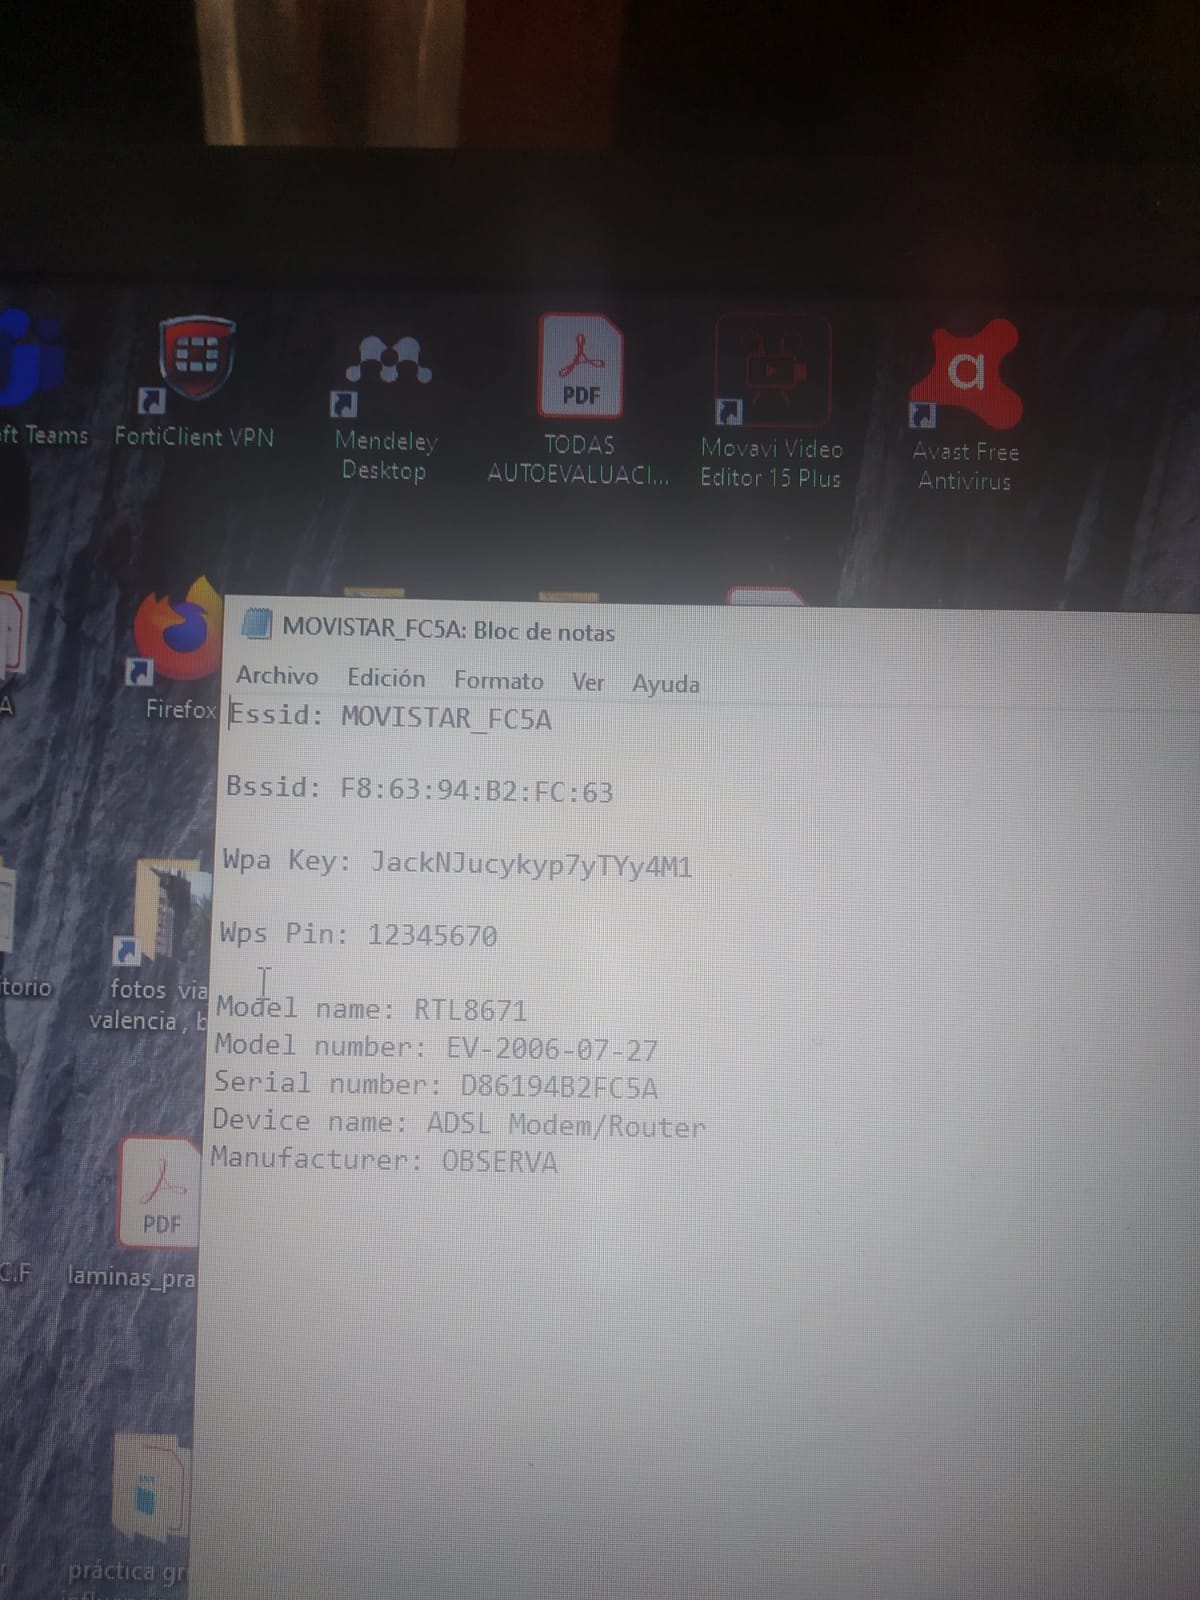 ft Teams
FortiClient VPN
Mendeley
Desktop
PDF
TODAS
AUTOEVALUACI...
Movavi Video
Editor 15 Plus
a
Avast Free
Antivirus
A
Firefox
MOVISTAR_FC5A: Bloc de notas
Archivo Edición Formato Ver Ayuda
Essid: MOVISTAR_FC5A
Bssid: F8:63:94:B2:FC:63
Wpa Key: JackNJucykyp7yTYy4M1
Wps Pin: 12345670
Model name: RTL8671
Model number: EV-2006-07-27
Serial number: D86194B2FC5A
Device name: ADSL Modem/Router
Manufacturer: OBSERVA
torio
fotos via
valencia, b
PDF
C.F
laminas_pra
práctica gr